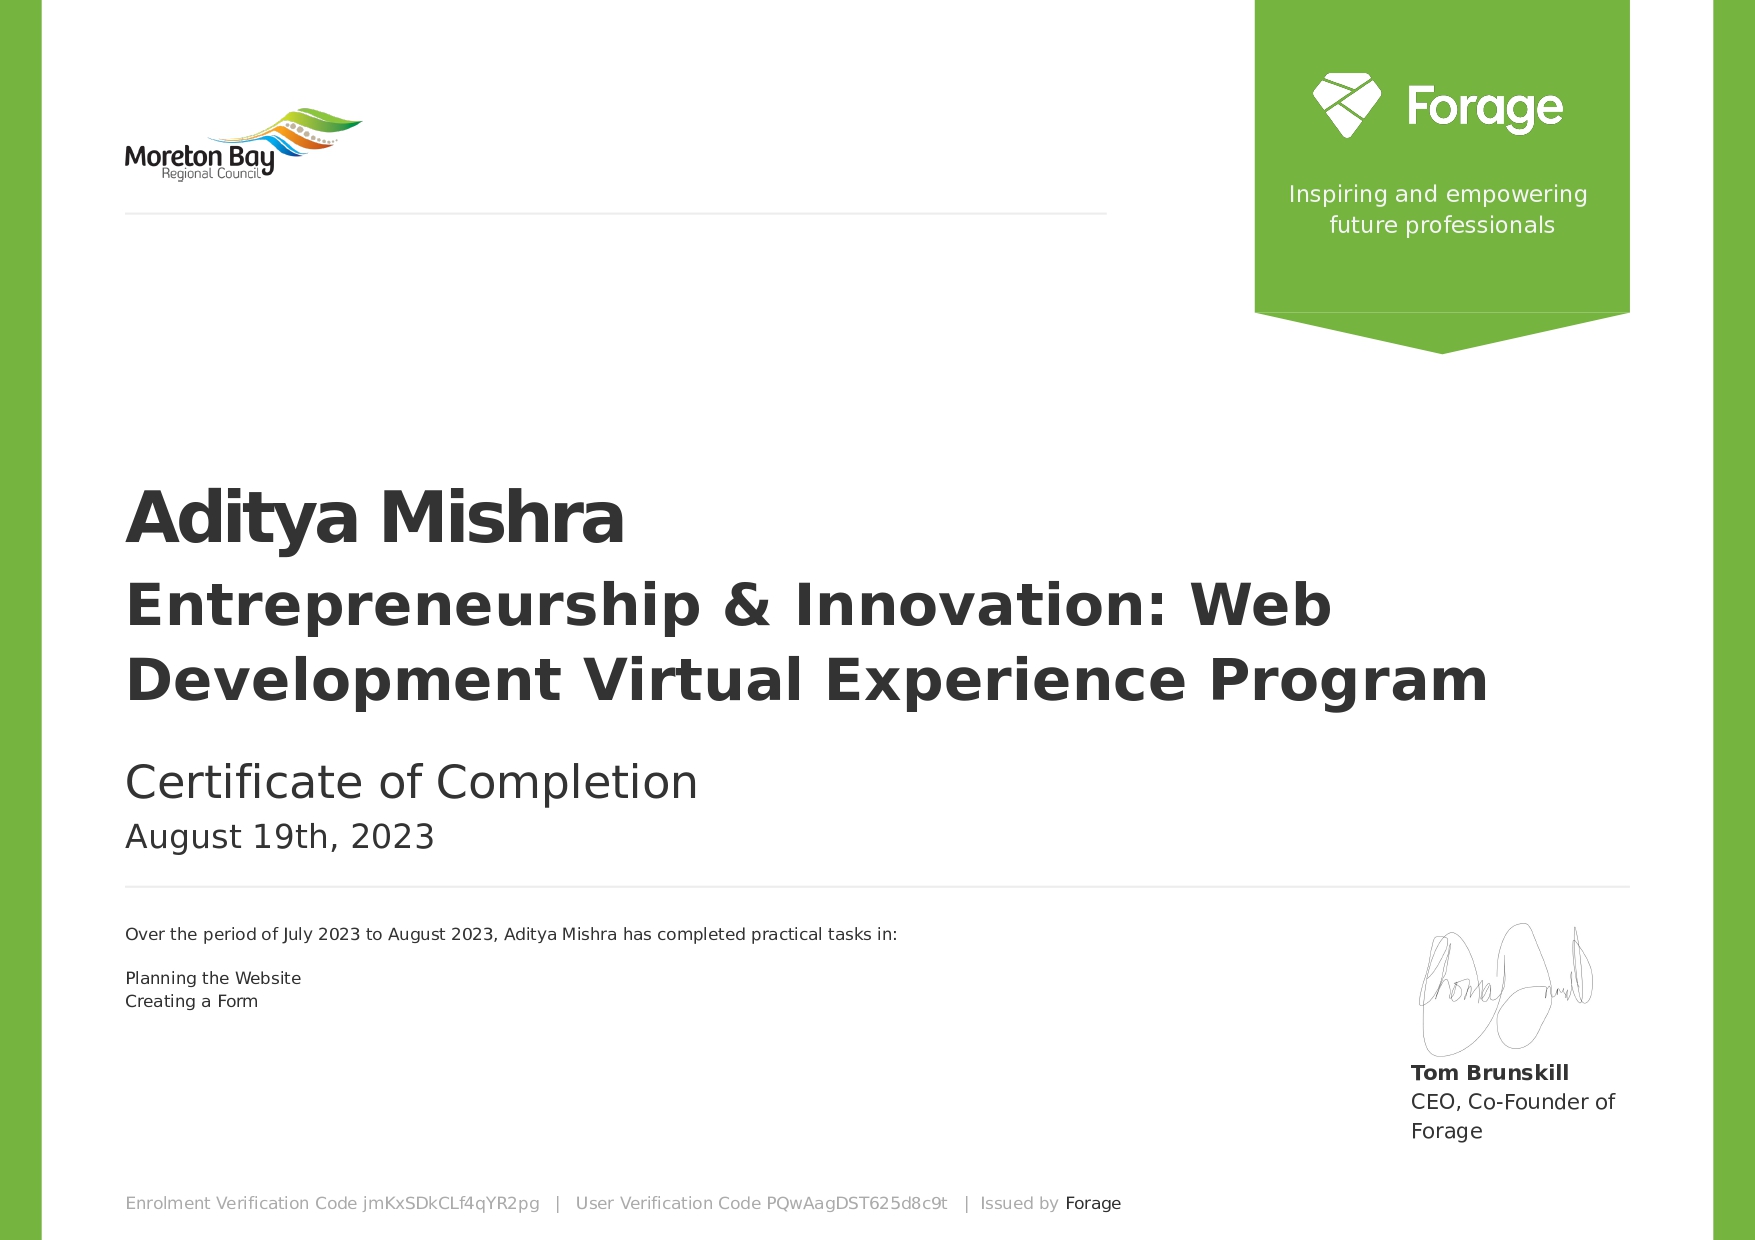 Moreton Bay
Regional Council
Forage
Inspiring and empowering
future professionals
Aditya Mishra
Entrepreneurship & Innovation: Web
Development Virtual Experience Program
Certificate of Completion
August 19th, 2023
Over the period of July 2023 to August 2023, Aditya Mishra has completed practical tasks in:
Planning the Website
Creating a Form
Tom Brunskill
CEO, Co-Founder of
Forage
Enrolment Verification Code jmKxSDkCLf4qYR2pg | User Verification Code PQwAagDST625d8c9t | Issued by Forage